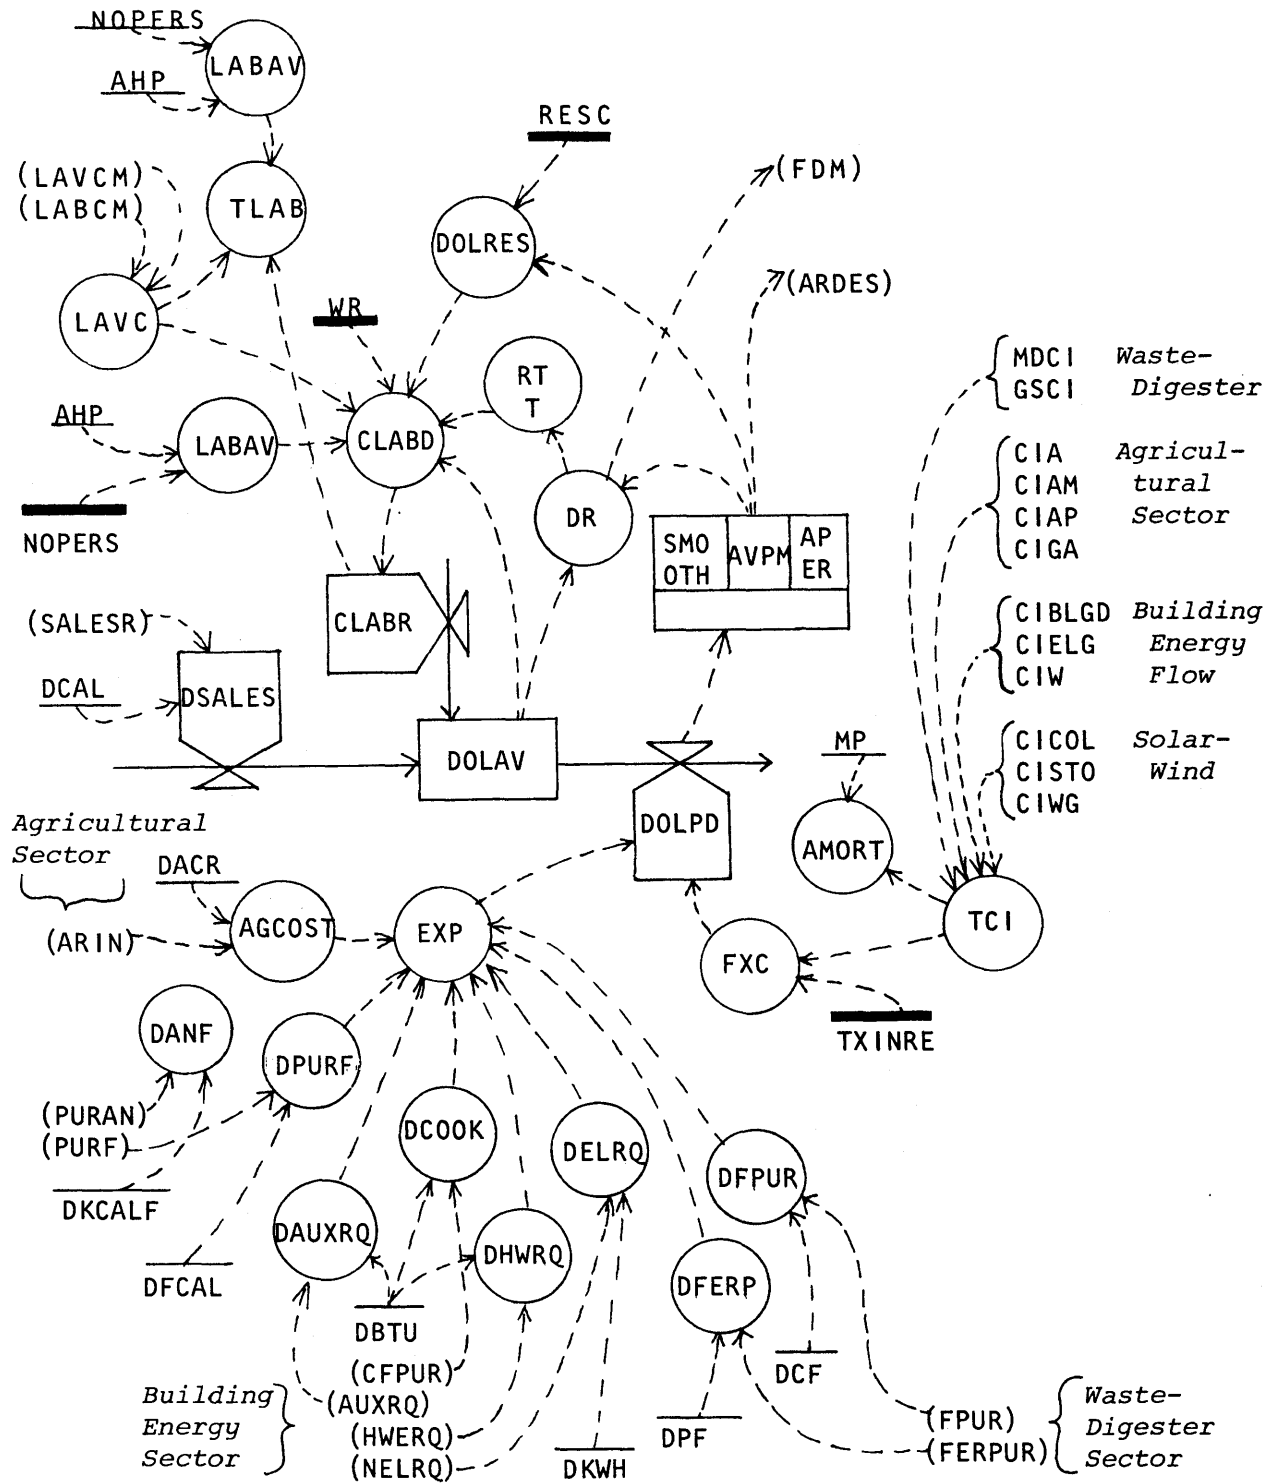 NOPERS
LABAV
AHP
RESC
(LAVCM)
(LABCM)
TLAB
(FDM)
DOLRES
(ARDES)
WR
LAVC
RT
T
MDCI Waste-
GSCI Digester
AHP
LABAV
CLABD
CIA Agricul-
CIAM tural
CIAP Sector
CIGA
NOPERS
DR
SMO
OTH
AVPM
AP
ER
(SALESR)
CLABR
CIBLGD Building
CIELG Energy
CIW Flow
DCAL
DSALES
DOLAV
MP
CICOL Solar-
CISTO Wind
CIWG
DOLPD
AMORT
Agricultural
Sector
DACR
(ARIN)
AGCOST
EXP
TCI
FXC
TXINRE
DANF
DPURF
(PURAN)
(PURF)
DCOOK
DELRQ
DFPUR
DKCALF
DAUXRQ
DHWRQ
DFERP
DFCAL
DBTU
DCF
(CFPUR)
Building
Energy
Sector
(AUXRQ)
(HWERQ)
(NELRQ)
DKWH
DPF
(FPUR)
(FERPUR)
Waste-
Digester
Sector